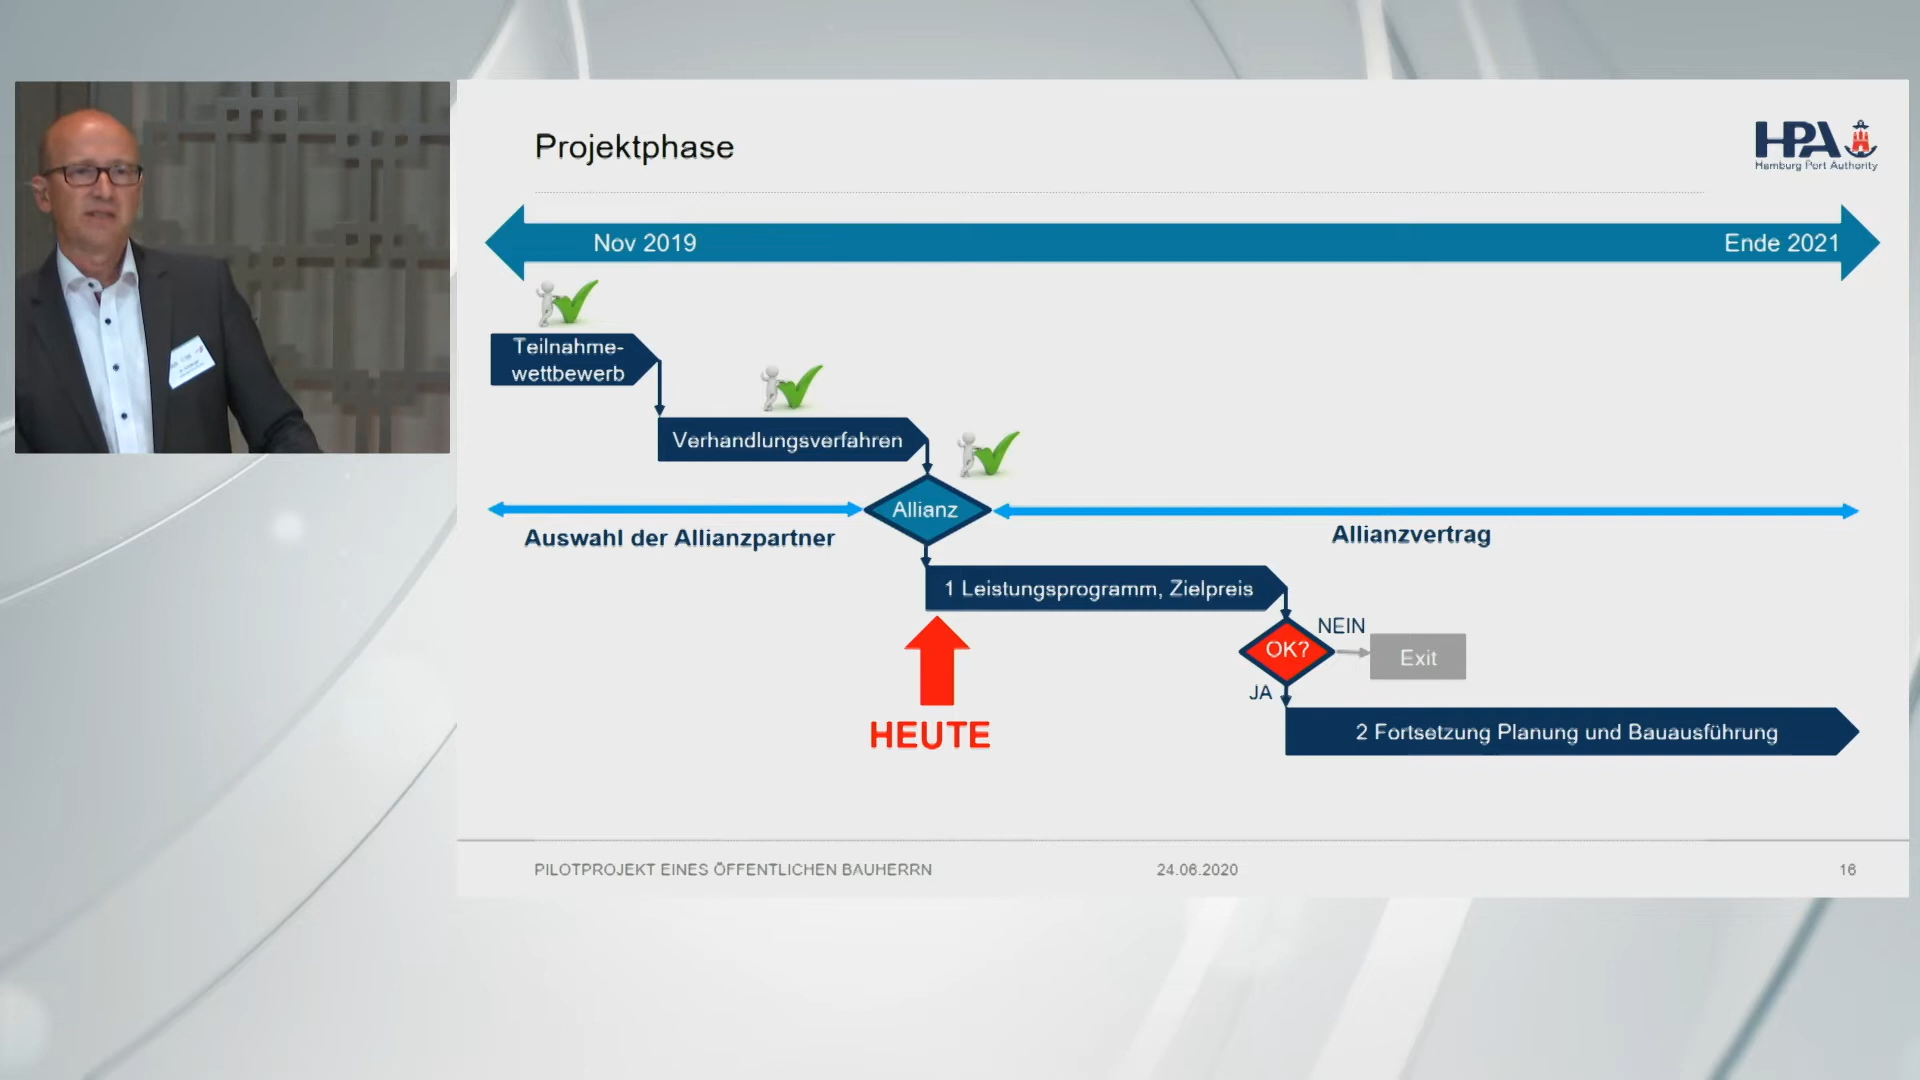 Projektphase
HPA
Hamburg Port Authority
Nov 2019
Ende 2021
Teilnahme-
wettbewerb
Verhandlungsverfahren
Allianz
Auswahl der Allianzpartner
Allianzvertrag
1 Leistungsprogramm, Zielpreis
NEIN
OK?
Exit
JA
HEUTE
2 Fortsetzung Planung und Bauausführung
PILOTPROJEKT EINES ÖFFENTLICHEN BAUHERRN
24.06.2020
16